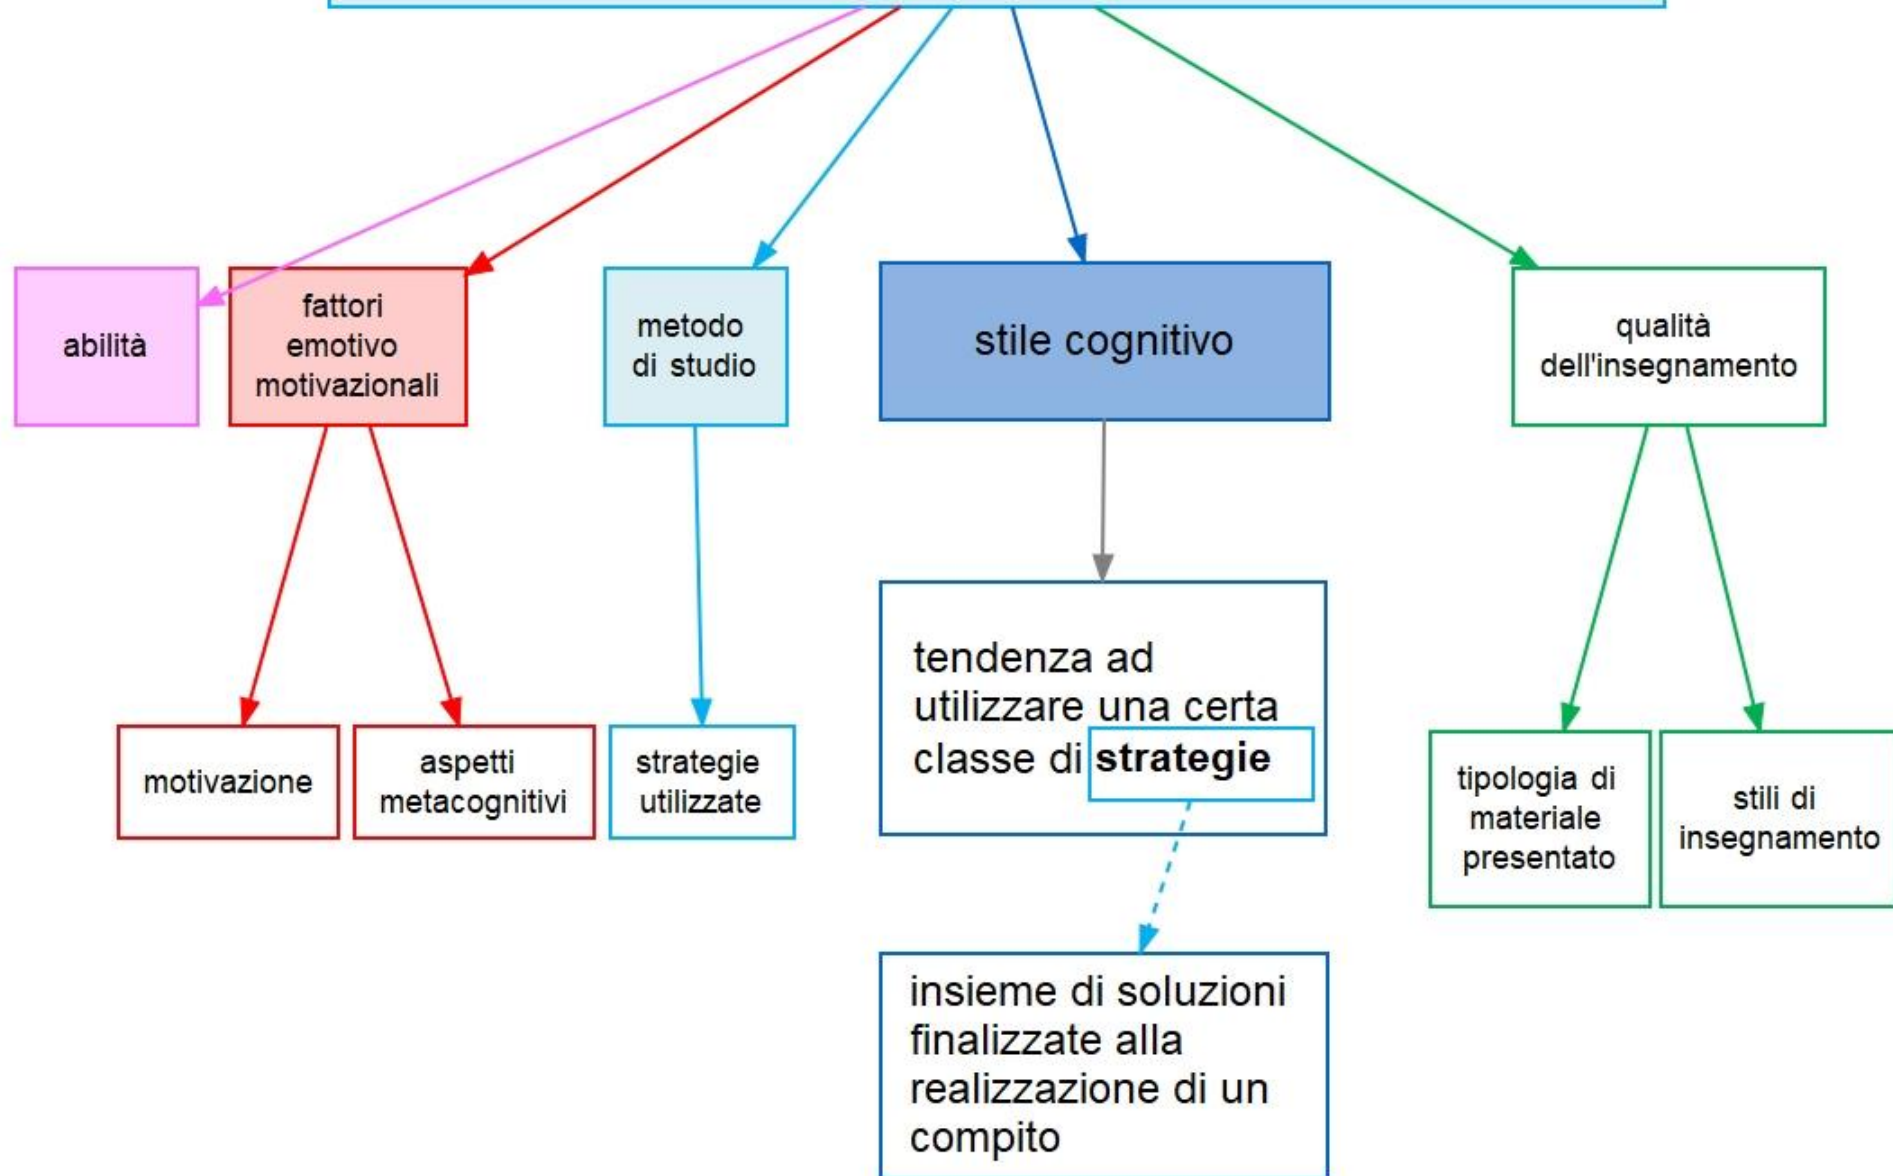 abilità
fattori
emotivo
motivazionali
metodo
di studio
stile cognitivo
qualità
dell'insegnamento
motivazione
aspetti
metacognitivi
strategie
utilizzate
tendenza ad
utilizzare una certa
classe di strategie
tipologia di
materiale
presentato
stili di
insegnamento
insieme di soluzioni
finalizzate alla
realizzazione di un
compito